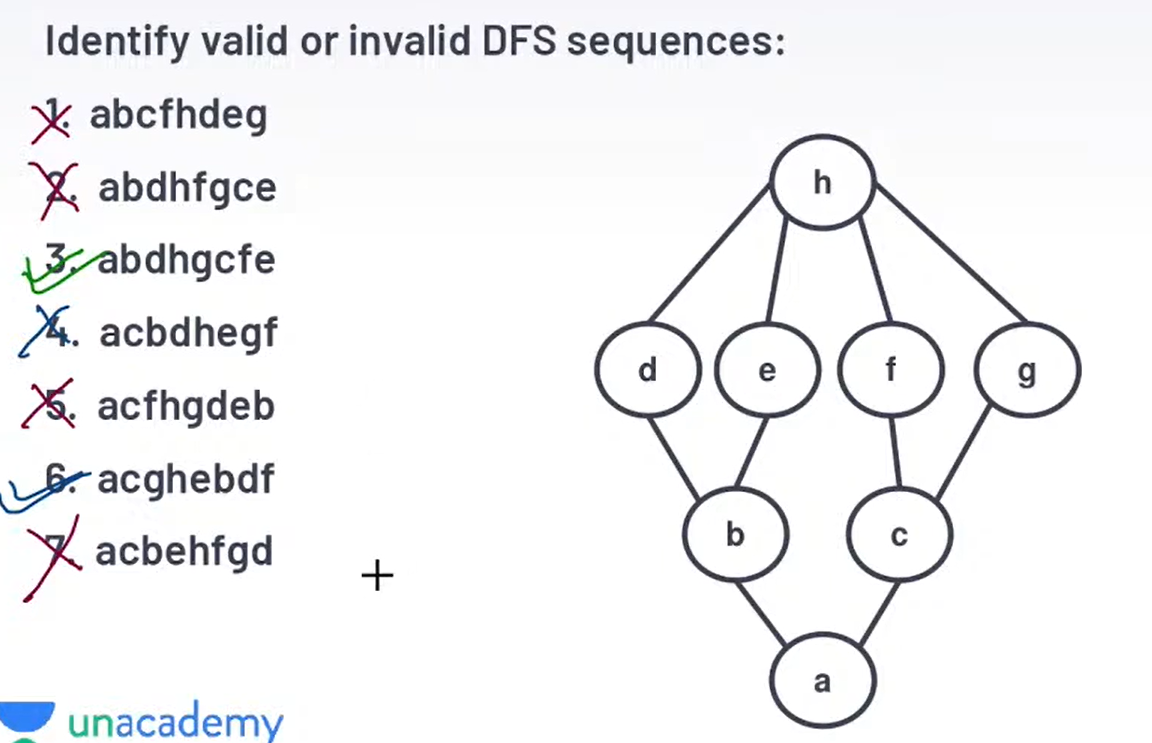 Identify valid or invalid DFS sequences:
1. abcfhdeg
2. abdhfgce
3. abdhgcfe
4. acbdhegf
5. acfhgdeb
6. acghebdf
7. acbehfgd
h
d e f g
b c
a
unacademy